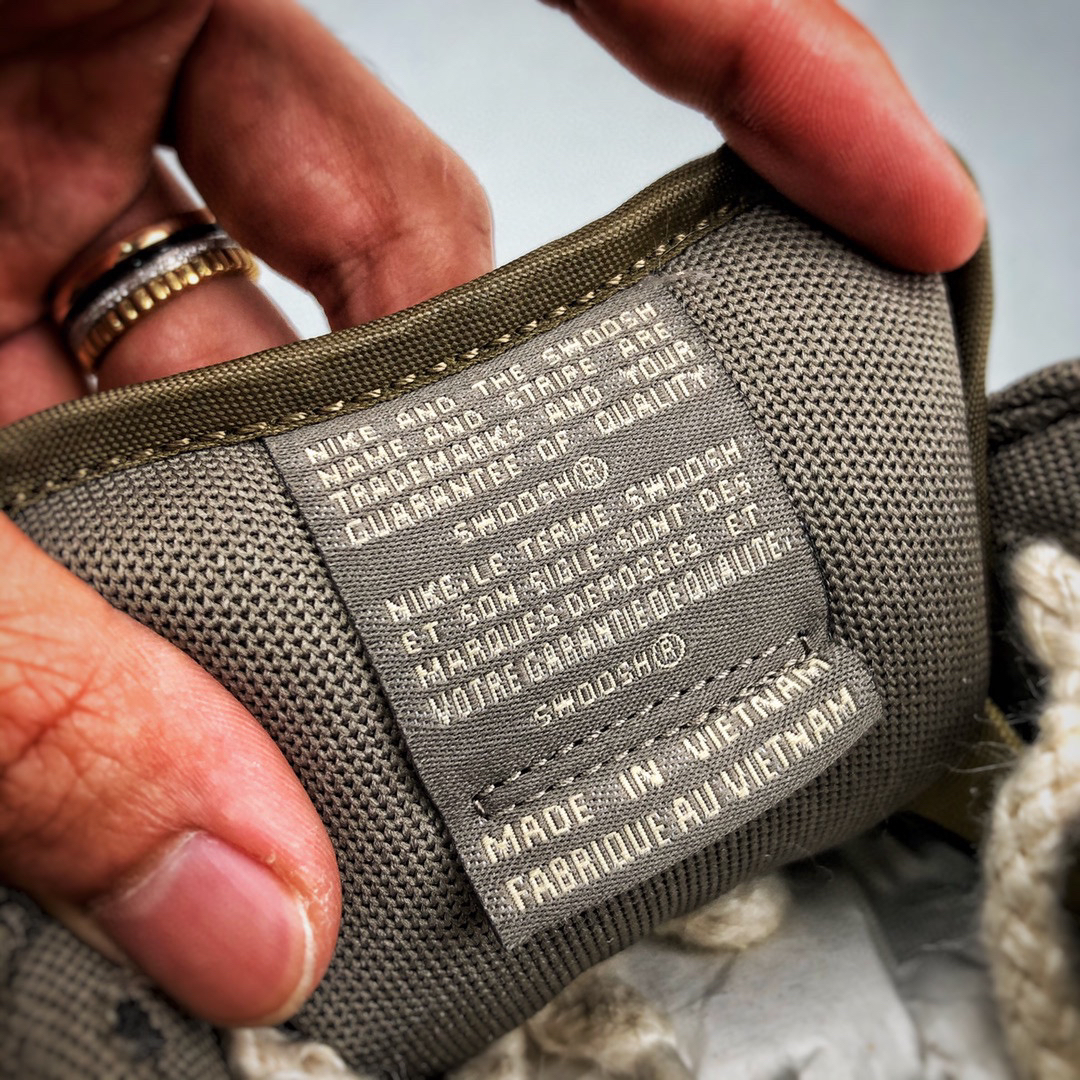 NIKE AND THE SWOOSH
NAME AND STRIPE ARE
TRADEMARKS AND YOUR
GUARANTEE OF QUALITY
SWOOSH®
NIKE, LE TERME SWOOSH
ET SON SIGLE SONT DES
MARQUES DEPOSEES ET
VOTRE GARANTIE DE QUALITE.
SWOOSH®
MADE IN VIETNAM
FABRIQUE AU VIETNAM